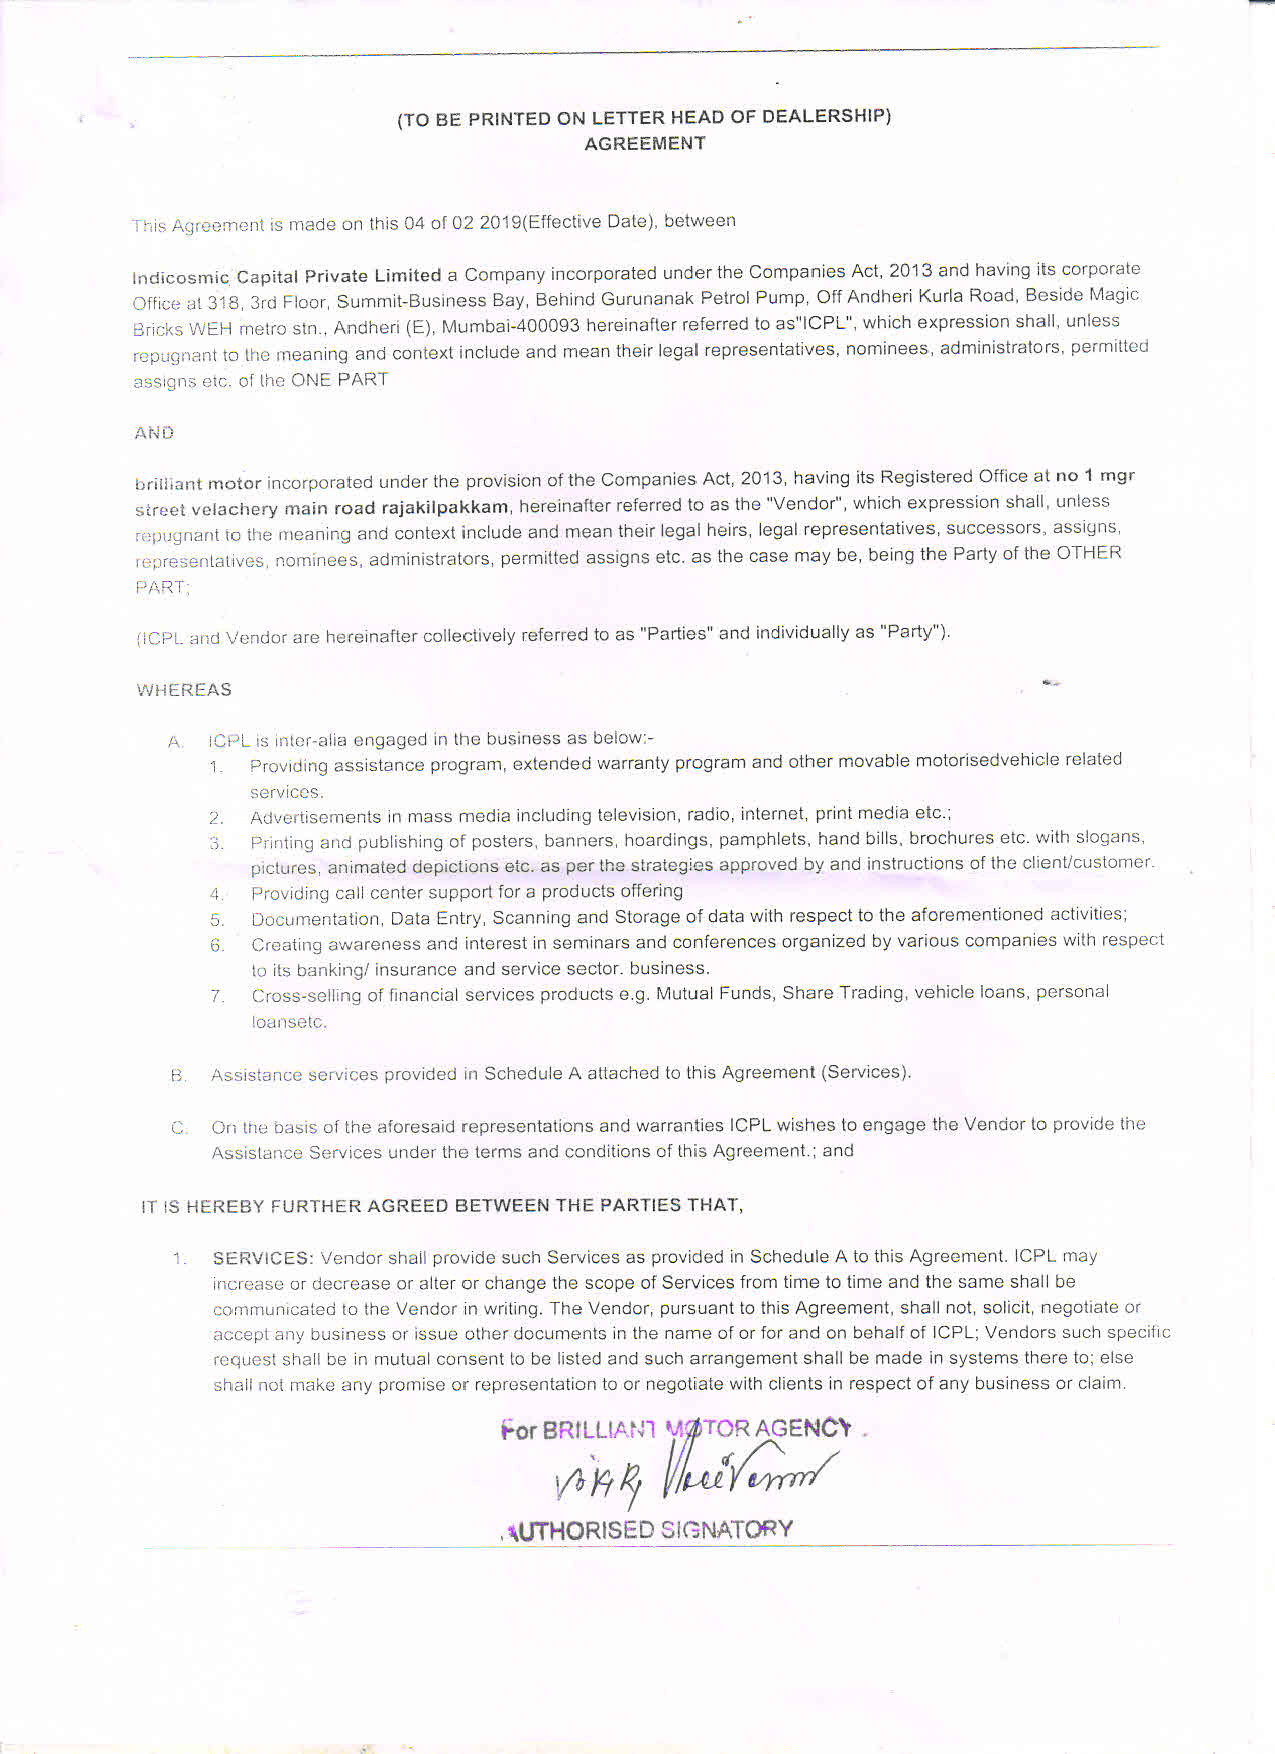 (TO BE PRINTED ON LETTER HEAD OF DEALERSHIP)
AGREEMENT
This Agreement is made on this 04 of 02 2019(Effective Date), between
Indicosmic Capital Private Limited a Company incorporated under the Companies Act, 2013 and having its corporate
Office at 318, 3rd Floor, Summit-Business Bay, Behind Gurunanak Petrol Pump, Off Andheri Kurla Road, Beside Magic
Bricks WEH metro stn., Andheri (E), Mumbai-400093 hereinafter referred to as"ICPL", which expression shall, unless
repugnant to the meaning and context include and mean their legal representatives, nominees, administrators, permitted
assigns etc. of the ONE PART
AND
brilliant motor incorporated under the provision of the Companies Act, 2013, having its Registered Office at no 1 mgr
street velachery main road rajakilpakkam, hereinafter referred to as the "Vendor", which expression shall, unless
repugnant to the meaning and context include and mean their legal heirs, legal representatives, successors, assigns,
representatives, nominees, administrators, permitted assigns etc. as the case may be, being the Party of the OTHER
PART;
(ICPL and Vendor are hereinafter collectively referred to as "Parties" and individually as "Party").
WHEREAS
A. ICPL is inter-alia engaged in the business as below:-
1. Providing assistance program, extended warranty program and other movable motorisedvehicle related
services.
2. Advertisements in mass media including television, radio, internet, print media etc.;
3. Printing and publishing of posters, banners, hoardings, pamphlets, hand bills, brochures etc. with slogans,
pictures, animated depictions etc. as per the strategies approved by and instructions of the client/customer.
4. Providing call center support for a products offering
5. Documentation, Data Entry, Scanning and Storage of data with respect to the aforementioned activities;
6. Creating awareness and interest in seminars and conferences organized by various companies with respect
to its banking/ insurance and service sector. business.
7. Cross-selling of financial services products e.g. Mutual Funds, Share Trading, vehicle loans, personal
loansetc.
B. Assistance services provided in Schedule A attached to this Agreement (Services).
C. On the basis of the aforesaid representations and warranties ICPL wishes to engage the Vendor to provide the
Assistance Services under the terms and conditions of this Agreement.; and
IT IS HEREBY FURTHER AGREED BETWEEN THE PARTIES THAT,
1. SERVICES: Vendor shall provide such Services as provided in Schedule A to this Agreement. ICPL may
increase or decrease or alter or change the scope of Services from time to time and the same shall be
communicated to the Vendor in writing. The Vendor, pursuant to this Agreement, shall not, solicit, negotiate or
accept any business or issue other documents in the name of or for and on behalf of ICPL; Vendors such specific
request shall be in mutual consent to be listed and such arrangement shall be made in systems there to; else
shall not make any promise or representation to or negotiate with clients in respect of any business or claim.
For BRILLIANT MOTOR AGENCY
AUTHORISED SIGNATORY